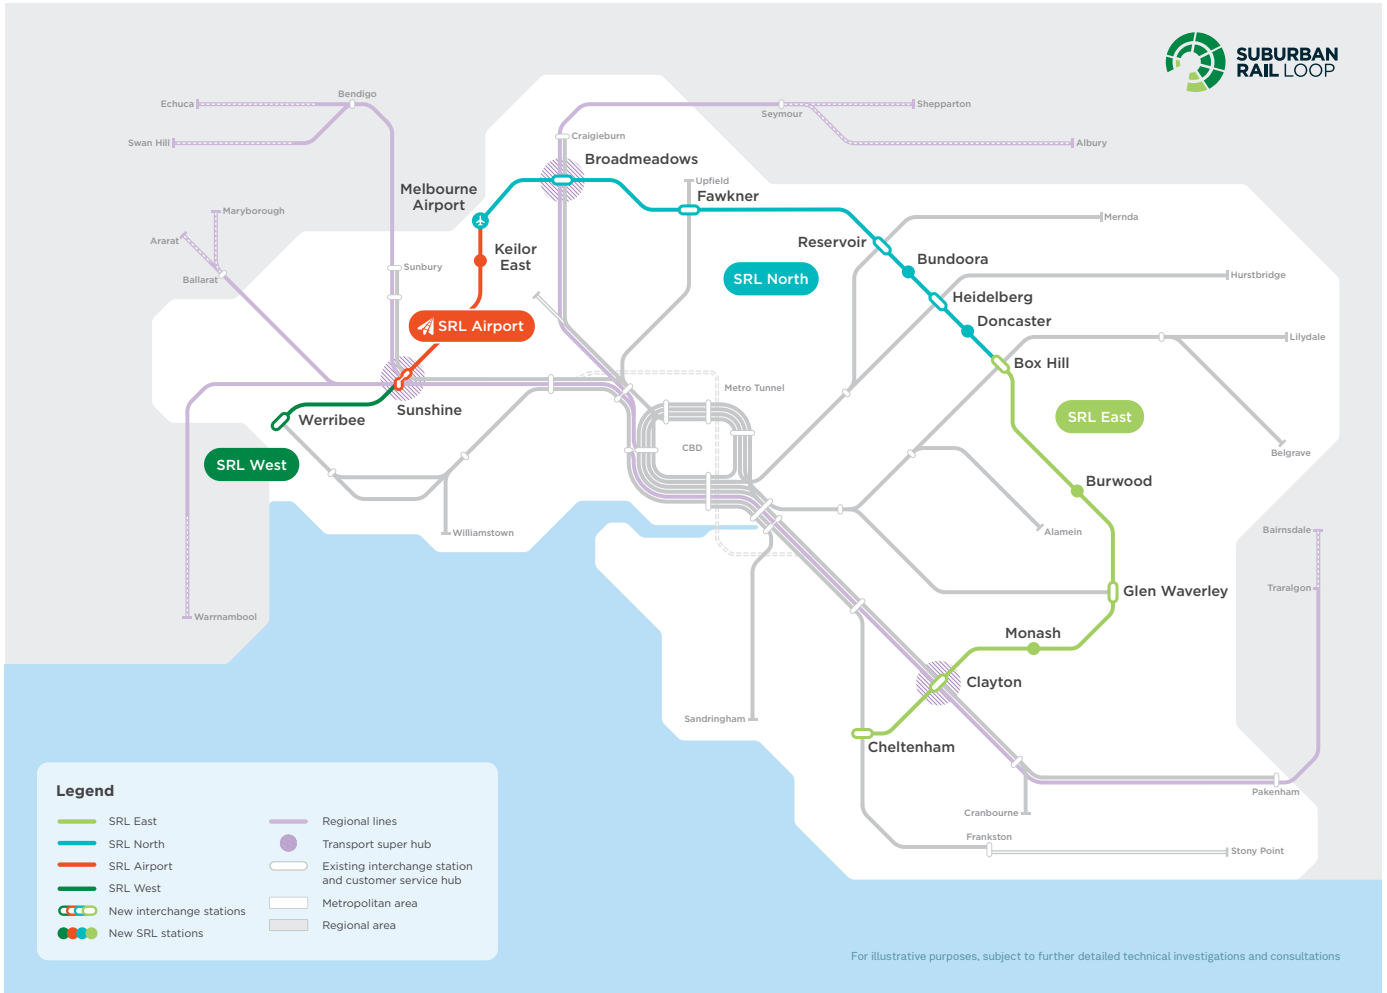 SUBURBAN
RAIL LOOP
Echuca
Bendigo
Swan Hill
Seymour
Shepparton
Albury
Craigieburn
Broadmeadows
Upfield
Fawkner
Melbourne
Airport
Maryborough
Ararat
Ballarat
Sunbury
Keilor
East
Mernda
Reservoir
Bundoora
SRL North
Hurstbridge
Heidelberg
Doncaster
SRL Airport
Lilydale
Box Hill
Metro Tunnel
Sunshine
Werribee
SRL East
CBD
Belgrave
SRL West
Burwood
Williamstown
Alamein
Bairnsdale
Traralgon
Glen Waverley
Warrnambool
Monash
Clayton
Sandringham
Cheltenham
Pakenham
Cranbourne
Frankston
Stony Point
Legend
SRL East
SRL North
SRL Airport
SRL West
New interchange stations
New SRL stations
Regional lines
Transport super hub
Existing interchange station
and customer service hub
Metropolitan area
Regional area
For illustrative purposes, subject to further detailed technical investigations and consultations